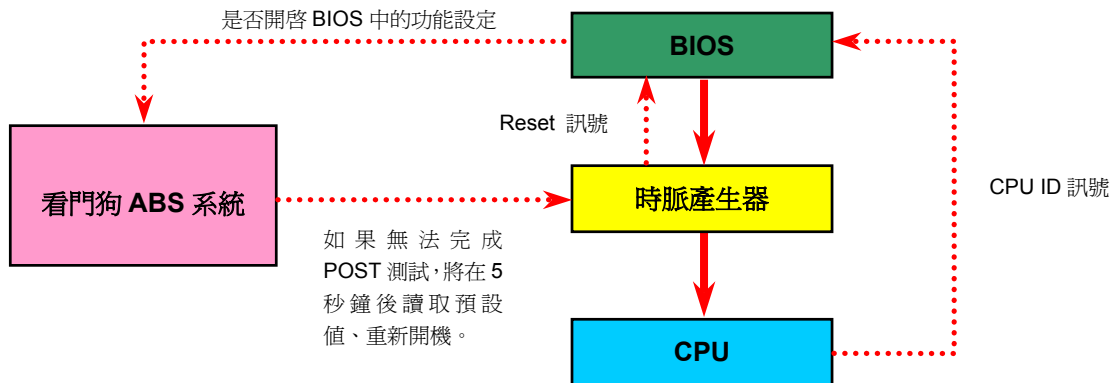 是否開啓 BIOS 中的功能設定
BIOS
Reset 訊號
看門狗 ABS 系統
時脈產生器
CPU ID 訊號
如果無法完成
POST 測試，將在 5
秒鐘後讀取預設
值、重新開機。
CPU